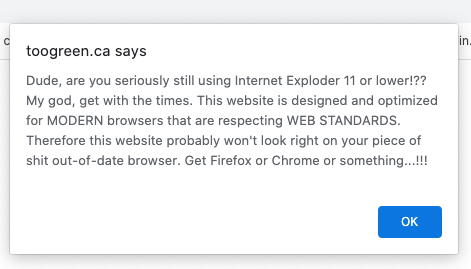 toogreen.ca says
Dude, are you seriously still using Internet Exploder 11 or lower!??
My god, get with the times. This website is designed and optimized
for MODERN browsers that are respecting WEB STANDARDS.
Therefore this website probably won't look right on your piece of
shit out-of-date browser. Get Firefox or Chrome or something...!!!
OK